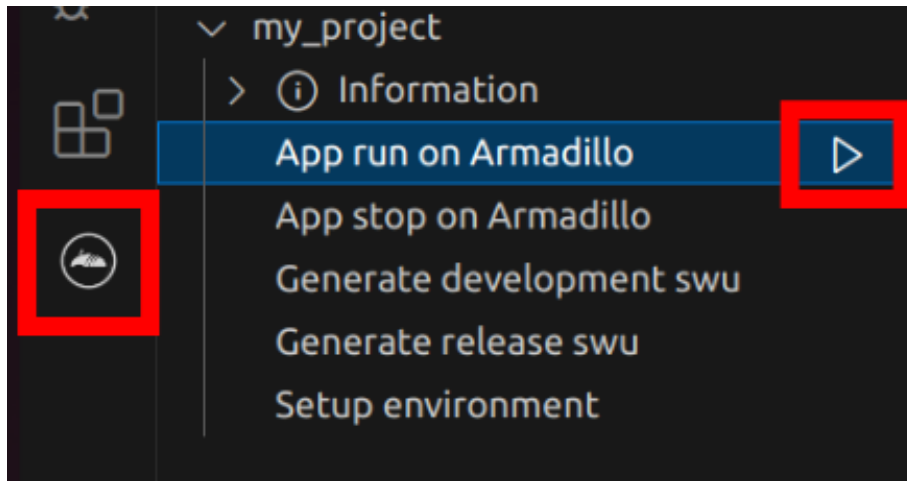 my_project
Information
App run on Armadillo
App stop on Armadillo
Generate development swu
Generate release swu
Setup environment